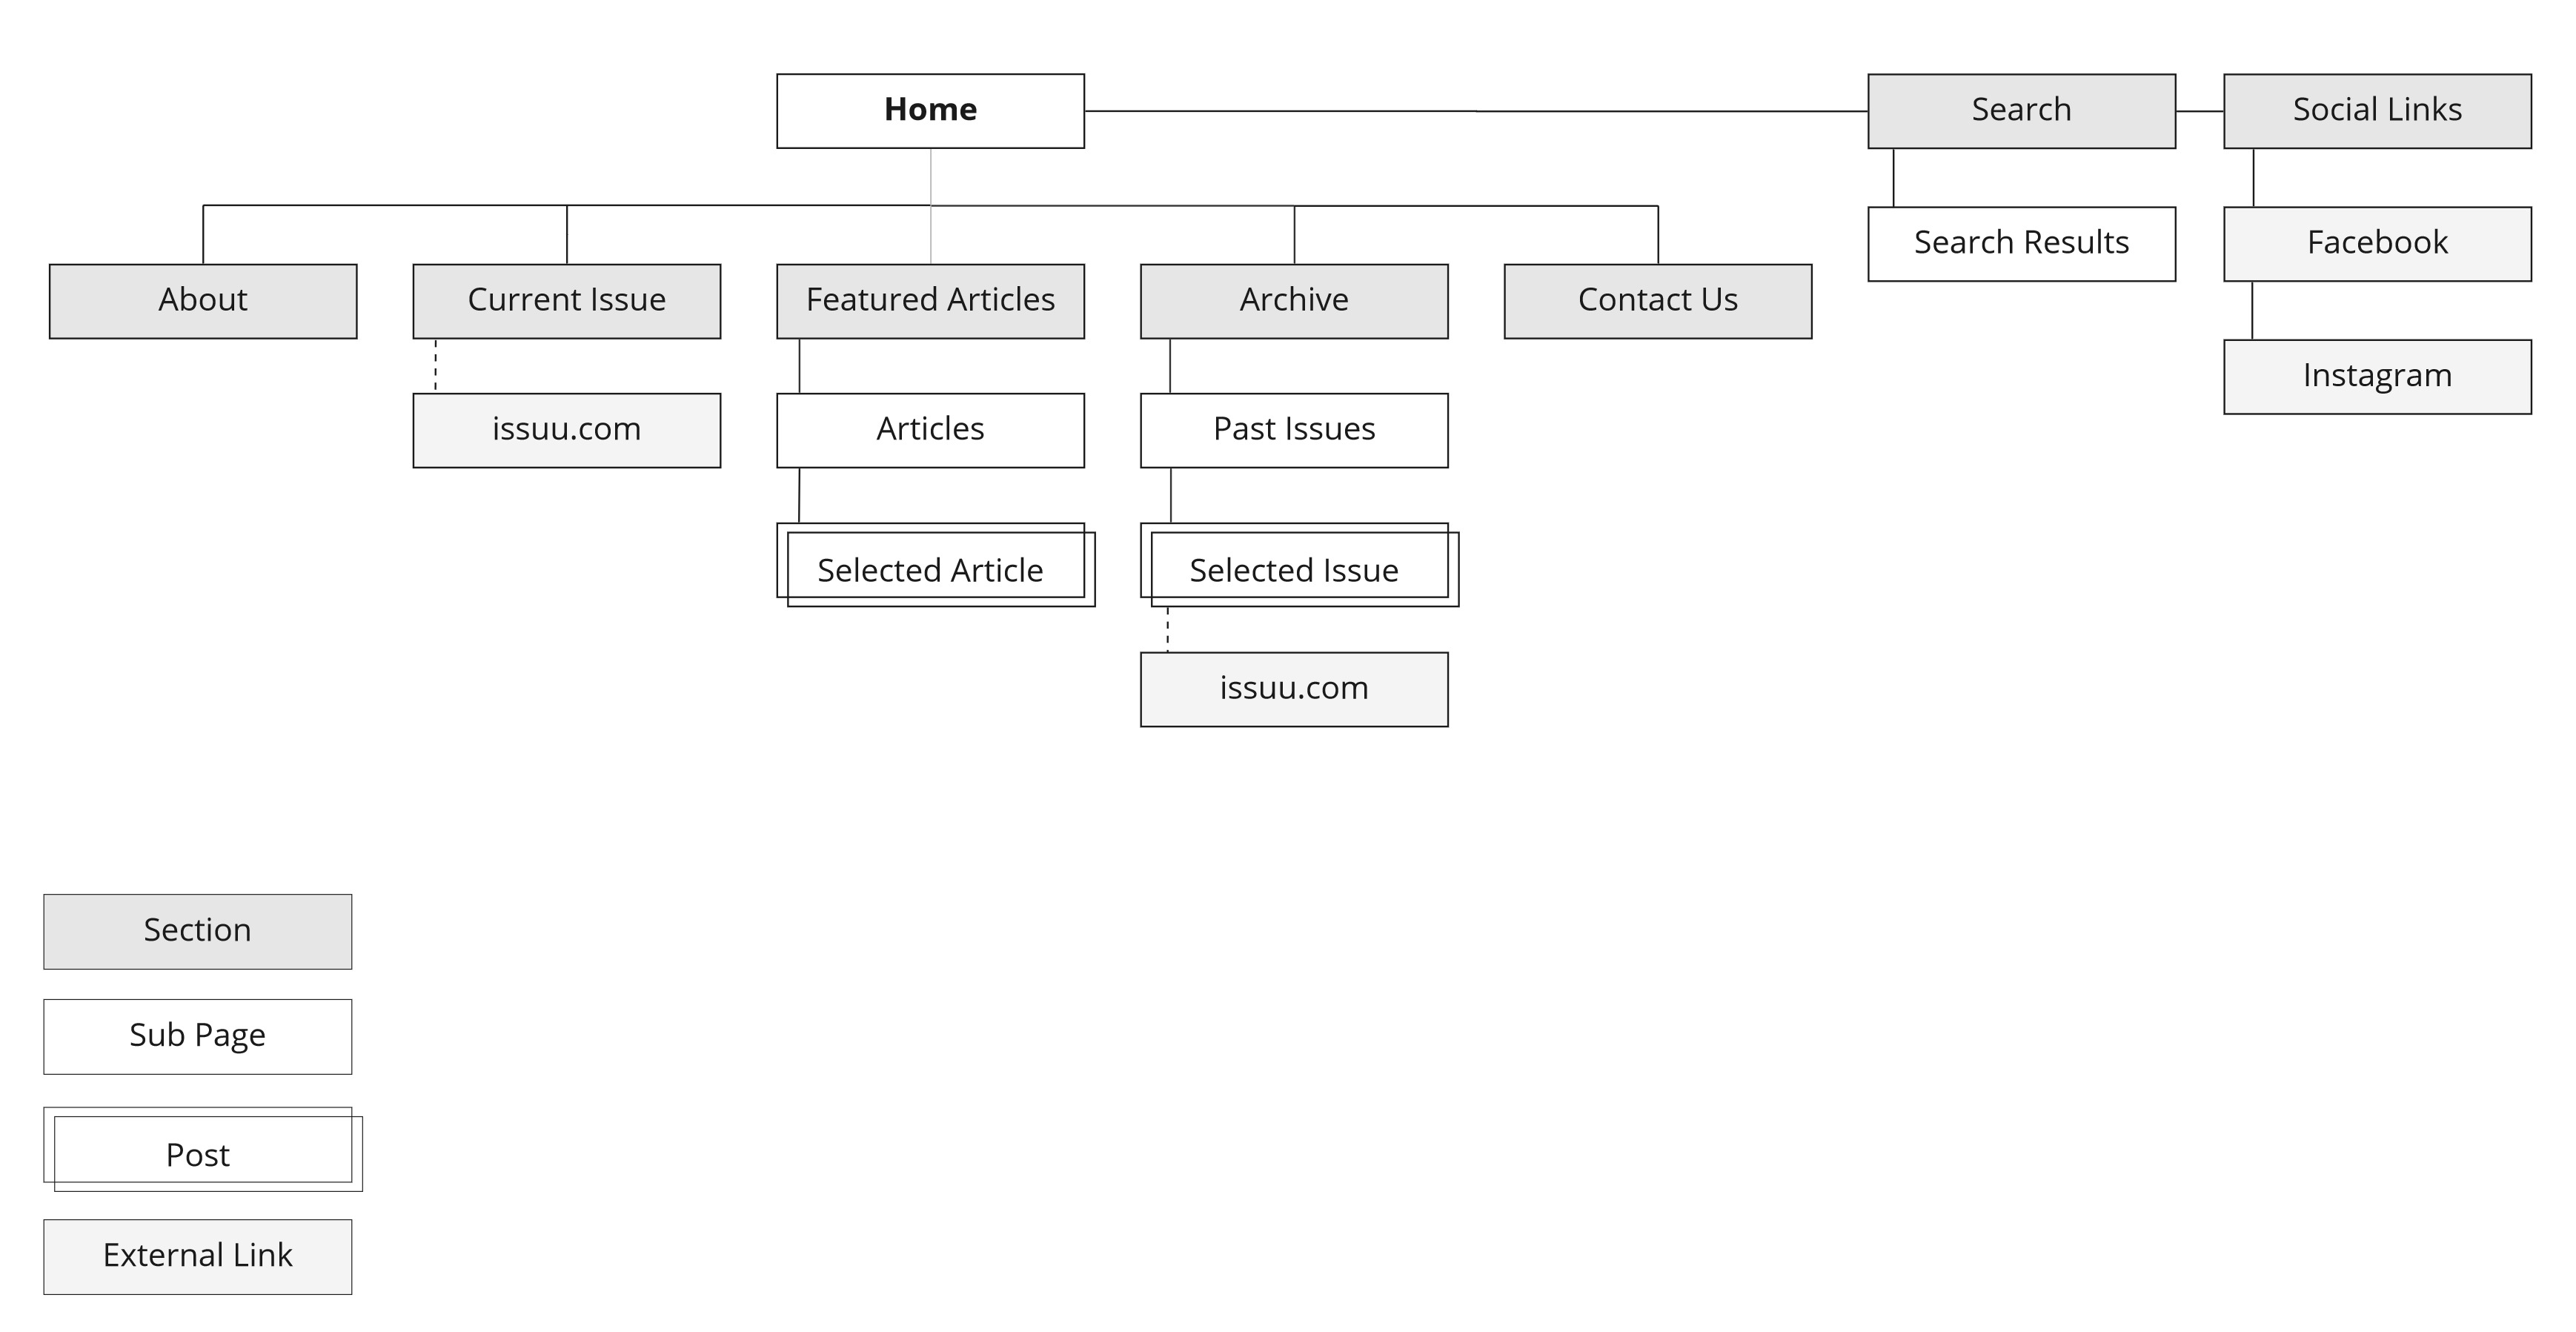 Home
Search
Social Links
Search Results
Facebook
About
Current Issue
Featured Articles
Archive
Contact Us
Instagram
issuu.com
Articles
Past Issues
Selected Article
Selected Issue
issuu.com
Section
Sub Page
Post
External Link